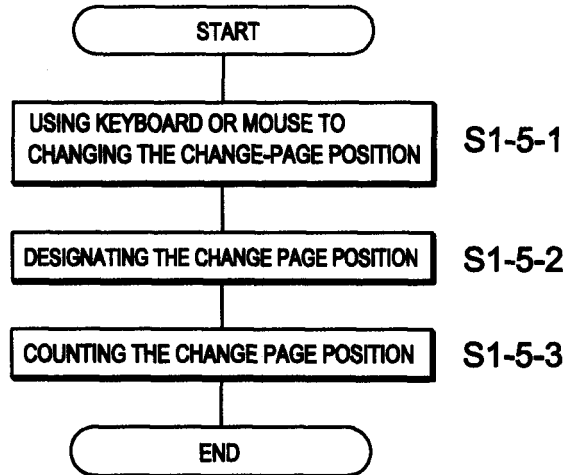 START
USING KEYBOARD OR MOUSE TO
CHANGING THE CHANGE-PAGE POSITION
S1-5-1
DESIGNATING THE CHANGE PAGE POSITION
S1-5-2
COUNTING THE CHANGE PAGE POSITION
S1-5-3
END